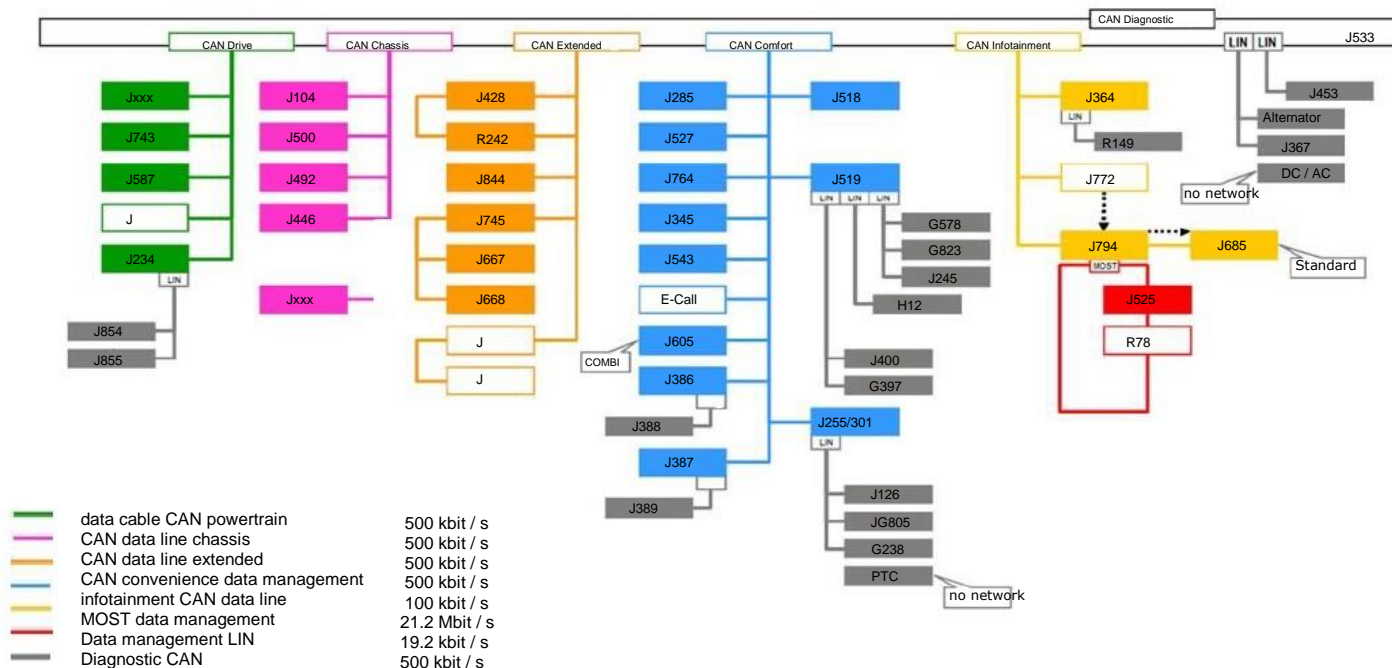 CAN Diagnostic
J533
CAN Drive
CAN Chassis
CAN Extended
CAN Comfort
CAN Infotainment
LIN
LIN
Jxxx
J743
J587
J
J234
LIN
J854
J855
J104
J500
J492
J446
Jxxx
J428
R242
J844
J745
J667
J668
J
J
J285
J527
J764
J345
J543
E-Call
J605
COMBI
J386
J388
J387
J389
J518
J519
LIN
LIN
LIN
G578
G823
J245
H12
J400
G397
J255/301
LIN
J126
JG805
G238
PTC
no network
J364
LIN
R149
J772
J794
MOST
J685
Standard
J525
R78
J453
Alternator
J367
DC / AC
no network
data cable CAN powertrain 500 kbit / s
CAN data line chassis 500 kbit / s
CAN data line extended 500 kbit / s
CAN convenience data management 500 kbit / s
infotainment CAN data line 100 kbit / s
MOST data management 21.2 Mbit / s
Data management LIN 19.2 kbit / s
Diagnostic CAN 500 kbit / s